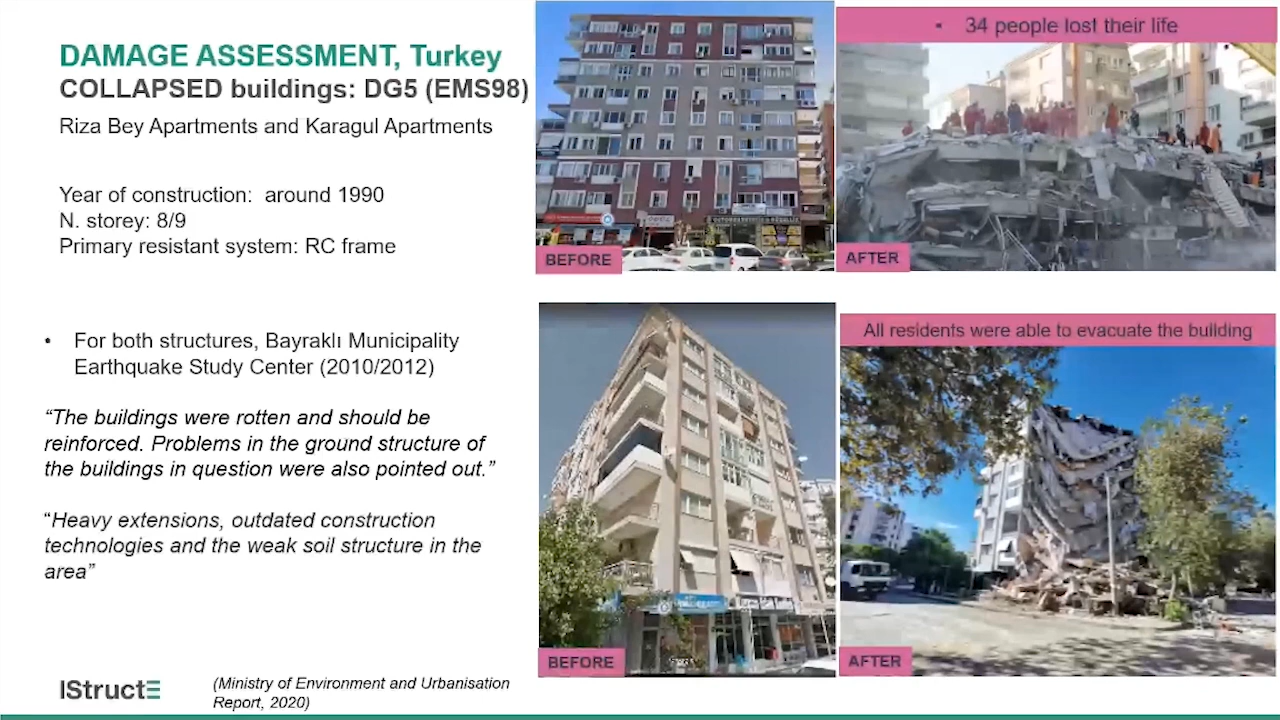 DAMAGE ASSESSMENT, Turkey
COLLAPSED buildings: DG5 (EMS98)
Riza Bey Apartments and Karagul Apartments
Year of construction: around 1990
N. storey: 8/9
Primary resistant system: RC frame
• For both structures, Bayraklı Municipality
Earthquake Study Center (2010/2012)
“The buildings were rotten and should be
reinforced. Problems in the ground structure of
the buildings in question were also pointed out.”
“Heavy extensions, outdated construction
technologies and the weak soil structure in the
area”
IStructE
(Ministry of Environment and Urbanisation
Report, 2020)
BEFORE
• 34 people lost their life
AFTER
BEFORE
All residents were able to evacuate the building
AFTER